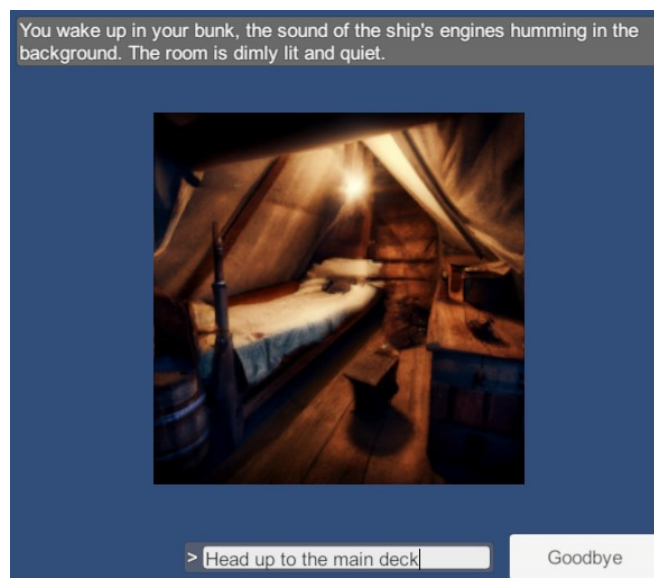 You wake up in your bunk, the sound of the ship's engines humming in the
background. The room is dimly lit and quiet.
> Head up to the main deck
Goodbye